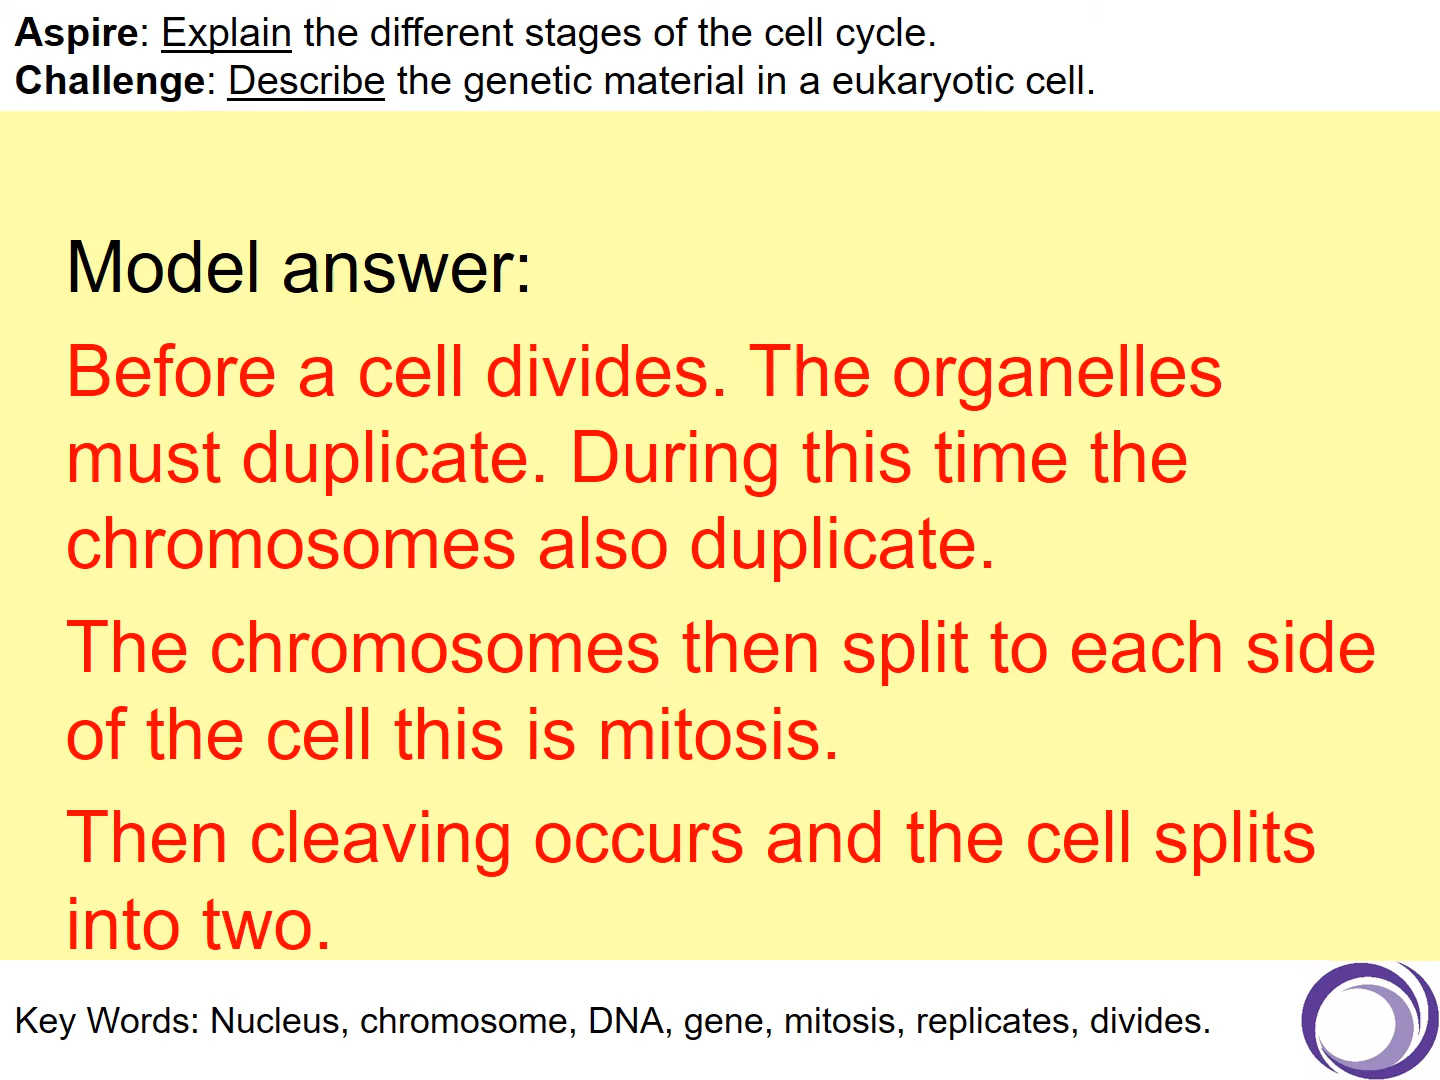 Aspire: Explain the different stages of the cell cycle.
Challenge: Describe the genetic material in a eukaryotic cell.
Model answer:
Before a cell divides. The organelles
must duplicate. During this time the
chromosomes also duplicate.
The chromosomes then split to each side
of the cell this is mitosis.
Then cleaving occurs and the cell splits
into two.
Key Words: Nucleus, chromosome, DNA, gene, mitosis, replicates, divides.